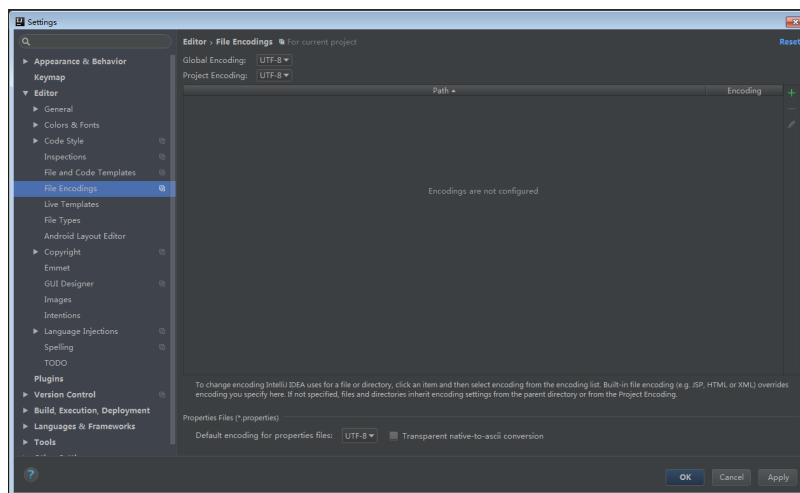 Settings
Editor › File Encodings For current project
Reset
Global Encoding: UTF-8
Project Encoding: UTF-8
Path Encoding
Encodings are not configured
Appearance & Behavior
Keymap
Editor
General
Colors & Fonts
Code Style
Inspections
File and Code Templates
File Encodings
Live Templates
File Types
Android Layout Editor
Copyright
Emmet
GUI Designer
Images
Intentions
Language Injections
Spelling
TODO
Plugins
Version Control
Build, Execution, Deployment
Languages & Frameworks
Tools
To change encoding IntelliJ IDEA uses for a file or directory, click an item and then select encoding from the encoding list. Built-in file encoding (e.g. JSP, HTML or XML) overrides
encoding you specify here. If not specified, files and directories inherit encoding settings from the parent directory or from the Project Encoding.
Properties Files (*.properties)
Default encoding for properties files: UTF-8 Transparent native-to-ascii conversion
?
OK Cancel Apply